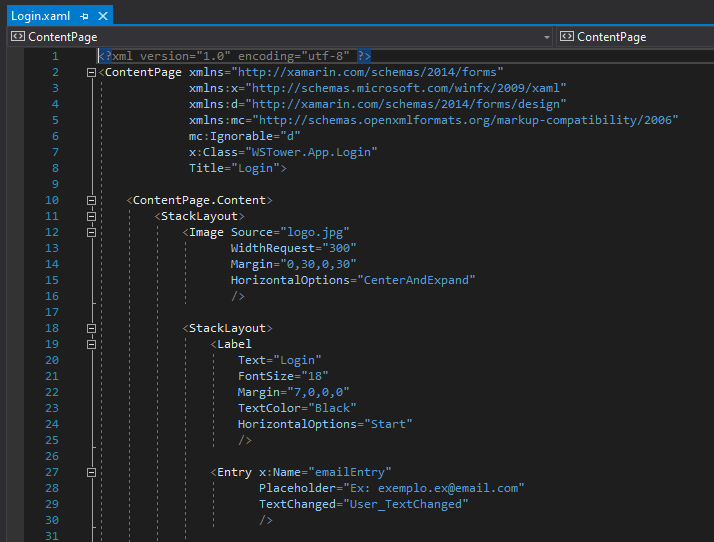 Login.xaml
ContentPage ContentPage
1 <?xml version="1.0" encoding="utf-8" ?>
2 <ContentPage xmlns="http://xamarin.com/schemas/2014/forms"
3 xmlns:x="http://schemas.microsoft.com/winfx/2009/xaml"
4 xmlns:d="http://xamarin.com/schemas/2014/forms/design"
5 xmlns:mc="http://schemas.openxmlformats.org/markup-compatibility/2006"
6 mc:Ignorable="d"
7 x:Class="WSTower.App.Login"
8 Title="Login">
9
10 <ContentPage.Content>
11 <StackLayout>
12 <Image Source="logo.jpg"
13 WidthRequest="300"
14 Margin="0,30,0,30"
15 HorizontalOptions="CenterAndExpand"
16 />
17
18 <StackLayout>
19 <Label
20 Text="Login"
21 FontSize="18"
22 Margin="7,0,0,0"
23 TextColor="Black"
24 HorizontalOptions="Start"
25 />
26
27 <Entry x:Name="emailEntry"
28 Placeholder="Ex: exemplo.ex@email.com"
29 TextChanged="User_TextChanged"
30 />
31